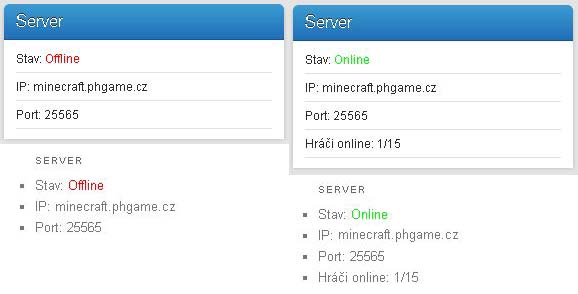 Server
Stav: Offline
IP: minecraft.phgame.cz
Port: 25565
SERVER
Stav: Offline
IP: minecraft.phgame.cz
Port: 25565
Server
Stav: Online
IP: minecraft.phgame.cz
Port: 25565
Hráči online: 1/15
SERVER
Stav: Online
IP: minecraft.phgame.cz
Port: 25565
Hráči online: 1/15